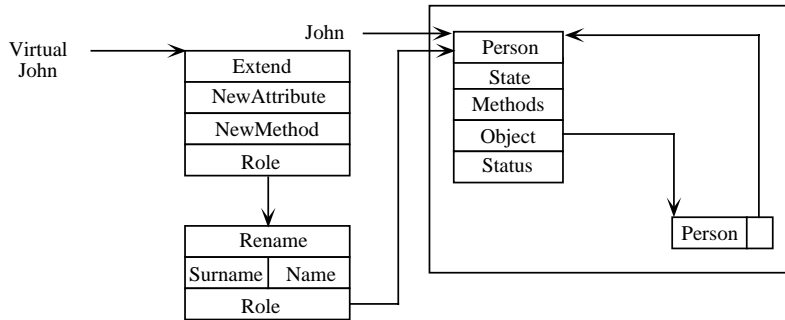 Virtual
John
Extend
NewAttribute
NewMethod
Role
Rename
Surname Name
Role
John
Person
State
Methods
Object
Status
Person